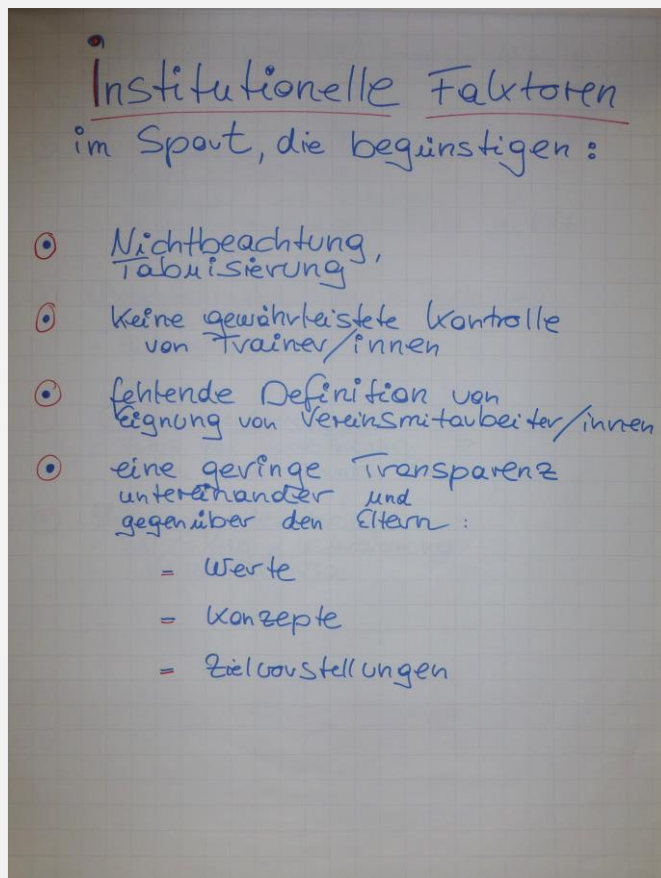 Institutionelle Faktoren
im Sport, die begünstigen:
Nichtbeachtung,
Tabuisierung
Keine gewährleistete Kontrolle
von Trainer/innen
fehlende Definition von
Eignung von Vereinsmitarbeiter/innen
eine geringe Transparenz
untereinander und
gegenüber den Eltern:
- Werte
- Konzepte
- Zielvorstellungen